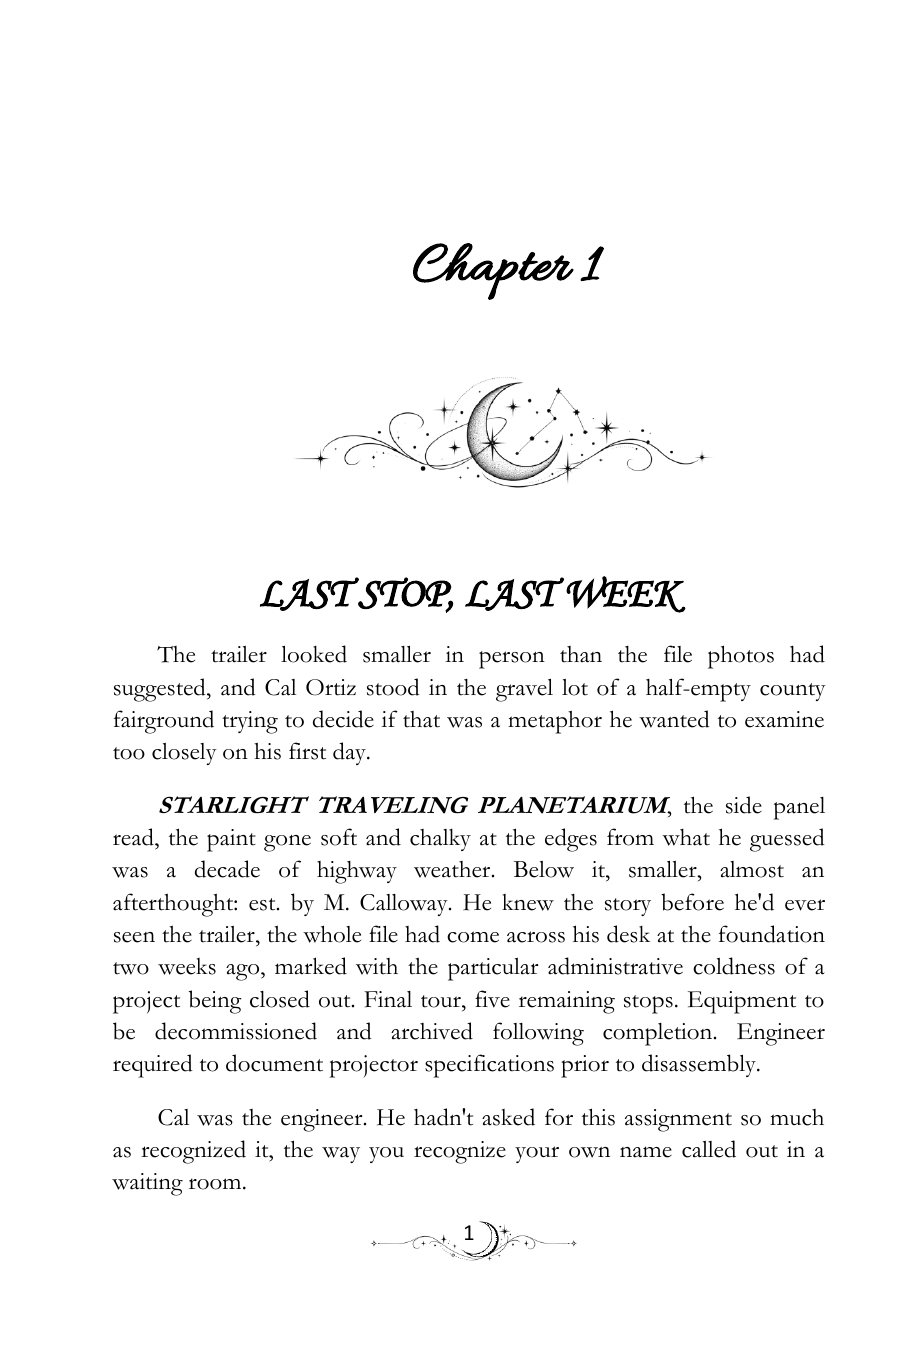 Chapter 1
LAST STOP, LAST WEEK
The trailer looked smaller in person than the file photos had
suggested, and Cal Ortiz stood in the gravel lot of a half-empty county
fairground trying to decide if that was a metaphor he wanted to examine
too closely on his first day.
STARLIGHT TRAVELING PLANETARIUM, the side panel
read, the paint gone soft and chalky at the edges from what he guessed
was a decade of highway weather. Below it, smaller, almost an
afterthought: est. by M. Calloway. He knew the story before he'd ever
seen the trailer, the whole file had come across his desk at the foundation
two weeks ago, marked with the particular administrative coldness of a
project being closed out. Final tour, five remaining stops. Equipment to
be decommissioned and archived following completion. Engineer
required to document projector specifications prior to disassembly.
Cal was the engineer. He hadn't asked for this assignment so much
as recognized it, the way you recognize your own name called out in a
waiting room.
1